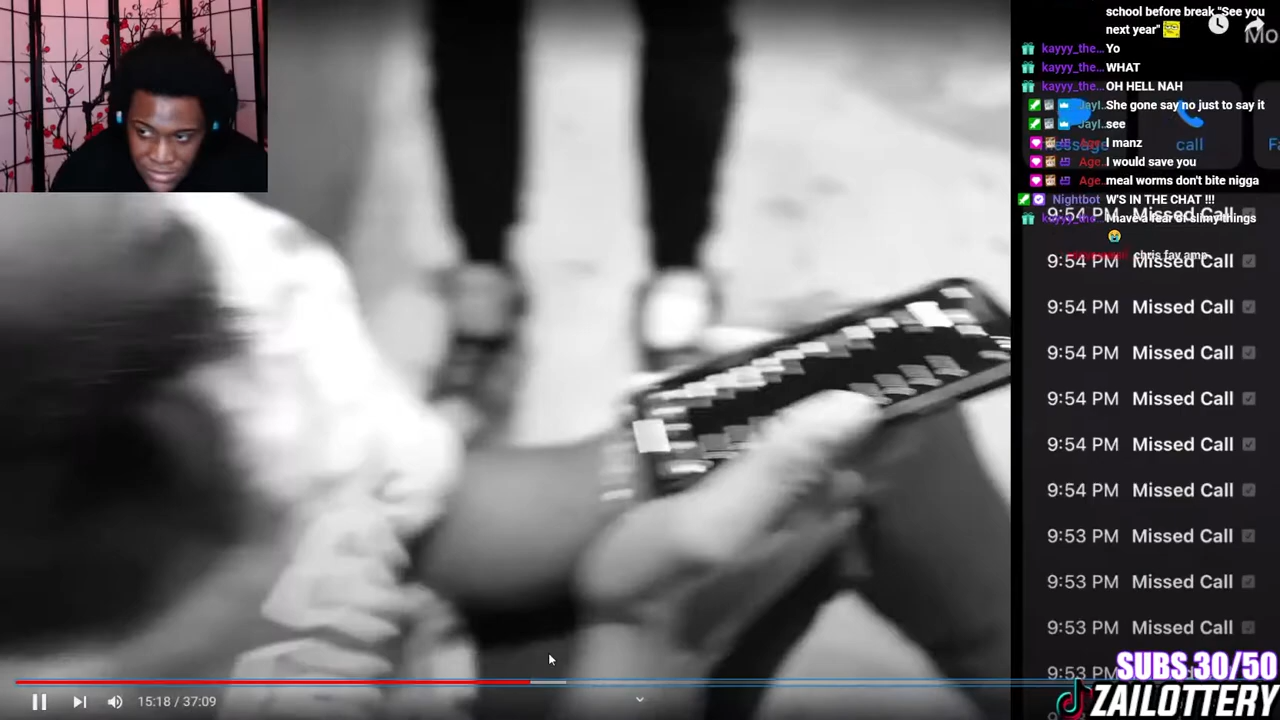 school before break "See you
next year"
Mo
kayyy_the... Yo
kayyy_the... WHAT
kayyy_the... OH HELL NAH
Jayl.. She gone say no just to say it
Jayl.. see
Age.. I manz
message
call
Fa
Age.. I would save you
Age.. meal worms don't bite nigga
Nightbot W'S IN THE CHAT !!!
9:54 PM Missed Call
I have a fear of slimy things
chris fav amp
9:54 PM Missed Call
9:54 PM Missed Call
9:54 PM Missed Call
9:54 PM Missed Call
9:54 PM Missed Call
9:54 PM Missed Call
9:53 PM Missed Call
9:53 PM Missed Call
9:53 PM Missed Call
9:53
SUBS 30/50
ZAILOTTERY
15:18 / 37:09